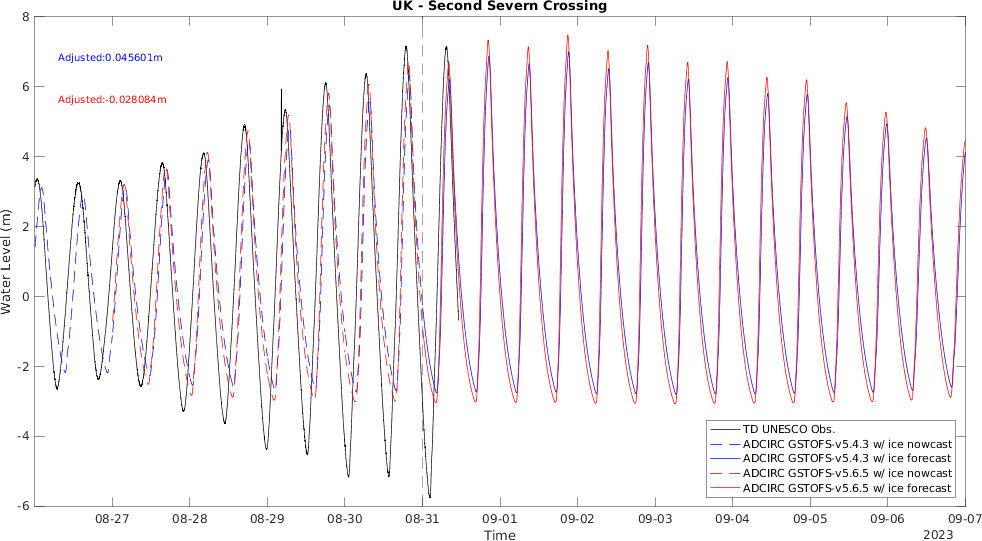 UK - Second Severn Crossing
8
6
4
2
0
-2
-4
-6
Water Level (m)
Adjusted:0.045601m
Adjusted:-0.028084m
TD UNESCO Obs.
ADCIRC GSTOFS-v5.4.3 w/ ice nowcast
ADCIRC GSTOFS-v5.4.3 w/ ice forecast
ADCIRC GSTOFS-v5.6.5 w/ ice nowcast
ADCIRC GSTOFS-v5.6.5 w/ ice forecast
08-27 08-28 08-29 08-30 08-31 09-01 09-02 09-03 09-04 09-05 09-06 09-07
Time
2023